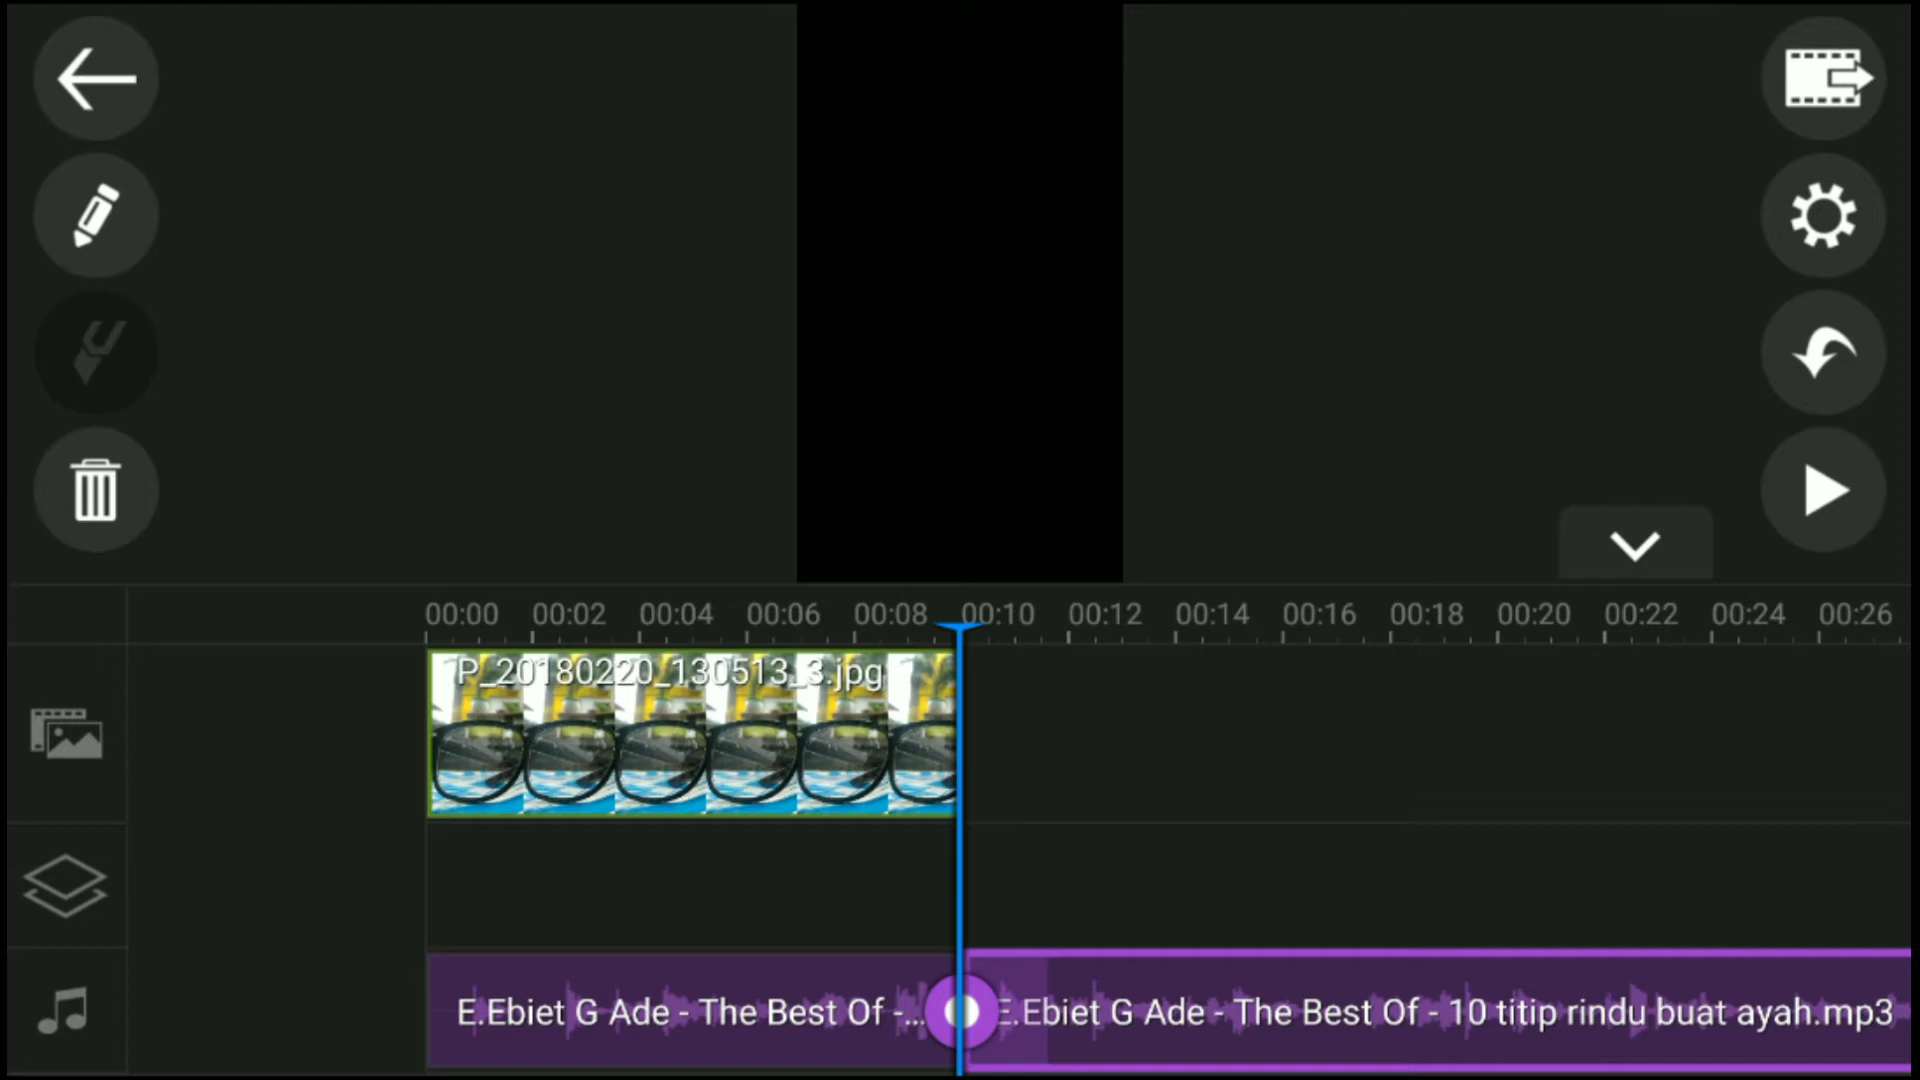 00:00 00:02 00:04 00:06 00:08 00:10 00:12 00:14 00:16 00:18 00:20 00:22 00:24 00:26
P_20180220_130513_3.jpg
E.Ebiet G Ade - The Best Of -... E.Ebiet G Ade - The Best Of - 10 titip rindu buat ayah.mp3